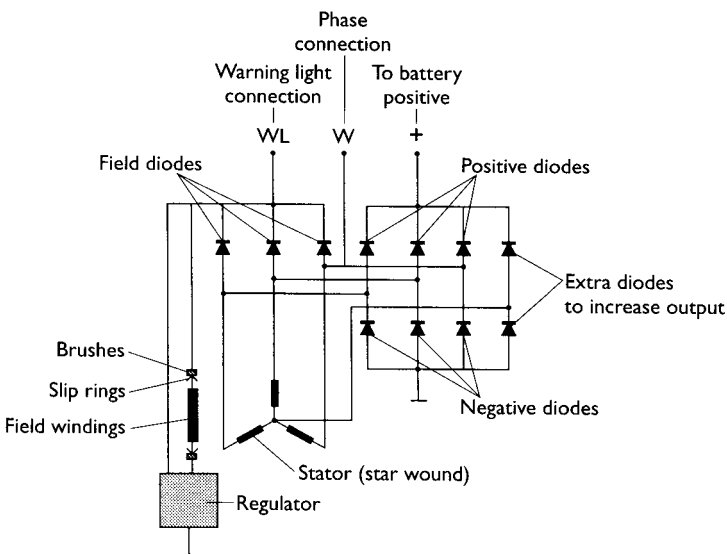 Phase
connection
Warning light
connection
To battery
positive
WL
W
+
Field diodes
Positive diodes
Extra diodes
to increase output
Brushes
Slip rings
Field windings
Negative diodes
Stator (star wound)
Regulator